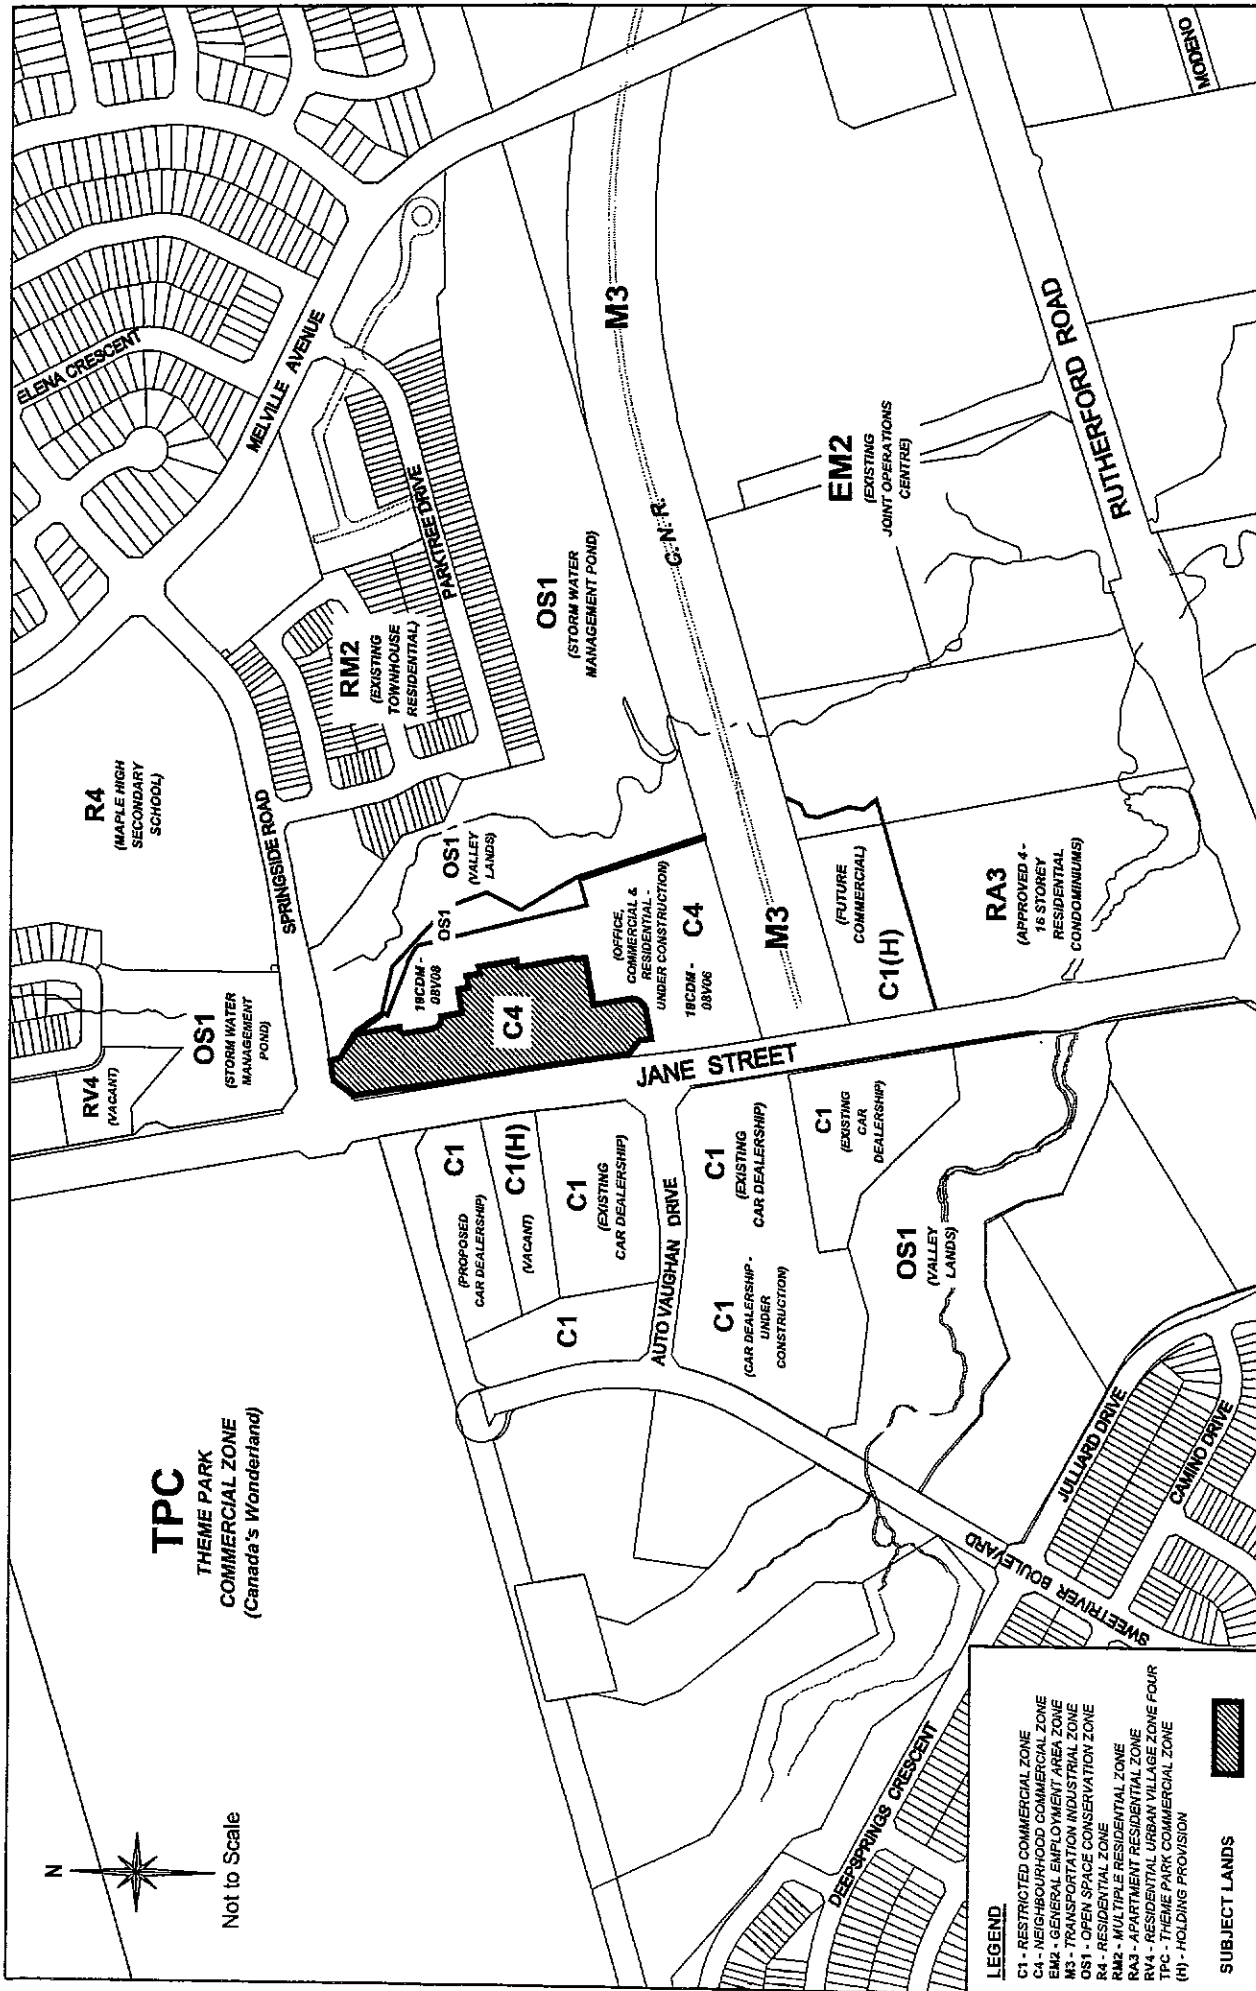 N
Not to Scale
TPC
THEME PARK
COMMERCIAL ZONE
(Canada's Wonderland)
RV4
(VACANT)
OS1
(STORM WATER
MANAGEMENT
POND)
R4
(MAPLE HIGH
SECONDARY
SCHOOL)
SPRINGSIDE ROAD
ELENA CRESCENT
MELVILLE AVENUE
RM2
(EXISTING
TOWNHOUSE
RESIDENTIAL)
PARKTREE DRIVE
OS1
(STORM WATER
MANAGEMENT POND)
OS1
(VALLEY
LANDS)
OS1
19CDM -
08V08
C4
(OFFICE,
COMMERCIAL &
RESIDENTIAL -
UNDER CONSTRUCTION)
C4
19CDM -
08V06
JANE STREET
M3
C.N.R.
M3
(FUTURE
COMMERCIAL)
C1(H)
EM2
(EXISTING
JOINT OPERATIONS
CENTRE)
RUTHERFORD ROAD
MODENO
RA3
(APPROVED 4 -
16 STOREY
RESIDENTIAL
CONDOMINIUMS)
C1
(PROPOSED
CAR DEALERSHIP)
C1(H)
(VACANT)
C1
(EXISTING
CAR DEALERSHIP)
C1
AUTO VAUGHAN DRIVE
C1
(EXISTING
CAR DEALERSHIP)
C1
(CAR DEALERSHIP -
UNDER
CONSTRUCTION)
C1
(EXISTING
CAR
DEALERSHIP)
OS1
(VALLEY
LANDS)
SWEETRIVER BOULEVARD
JULLIARD DRIVE
CAMINO DRIVE
DEEPSPRINGS CRESCENT
LEGEND
C1 - RESTRICTED COMMERCIAL ZONE
C4 - NEIGHBOURHOOD COMMERCIAL ZONE
EM2 - GENERAL EMPLOYMENT AREA ZONE
M3 - TRANSPORTATION INDUSTRIAL ZONE
OS1 - OPEN SPACE CONSERVATION ZONE
R4 - RESIDENTIAL ZONE
RM2 - MULTIPLE RESIDENTIAL ZONE
RA3 - APARTMENT RESIDENTIAL ZONE
RV4 - RESIDENTIAL URBAN VILLAGE ZONE FOUR
TPC - THEME PARK COMMERCIAL ZONE
(H) - HOLDING PROVISION
SUBJECT LANDS